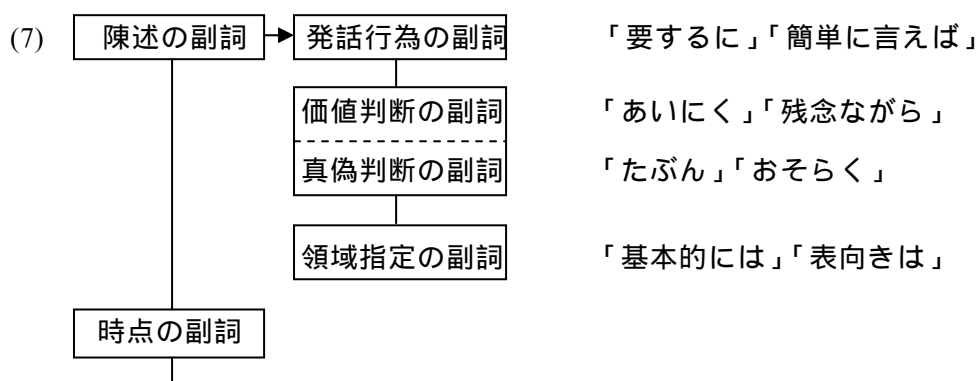 (7) 陳述の副詞 発話行為の副詞 「要するに」「簡単に言えば」
価値判断の副詞 「あいにく」「残念ながら」
真偽判断の副詞 「たぶん」「おそらく」
領域指定の副詞 「基本的には」「表向きは」
時点の副詞